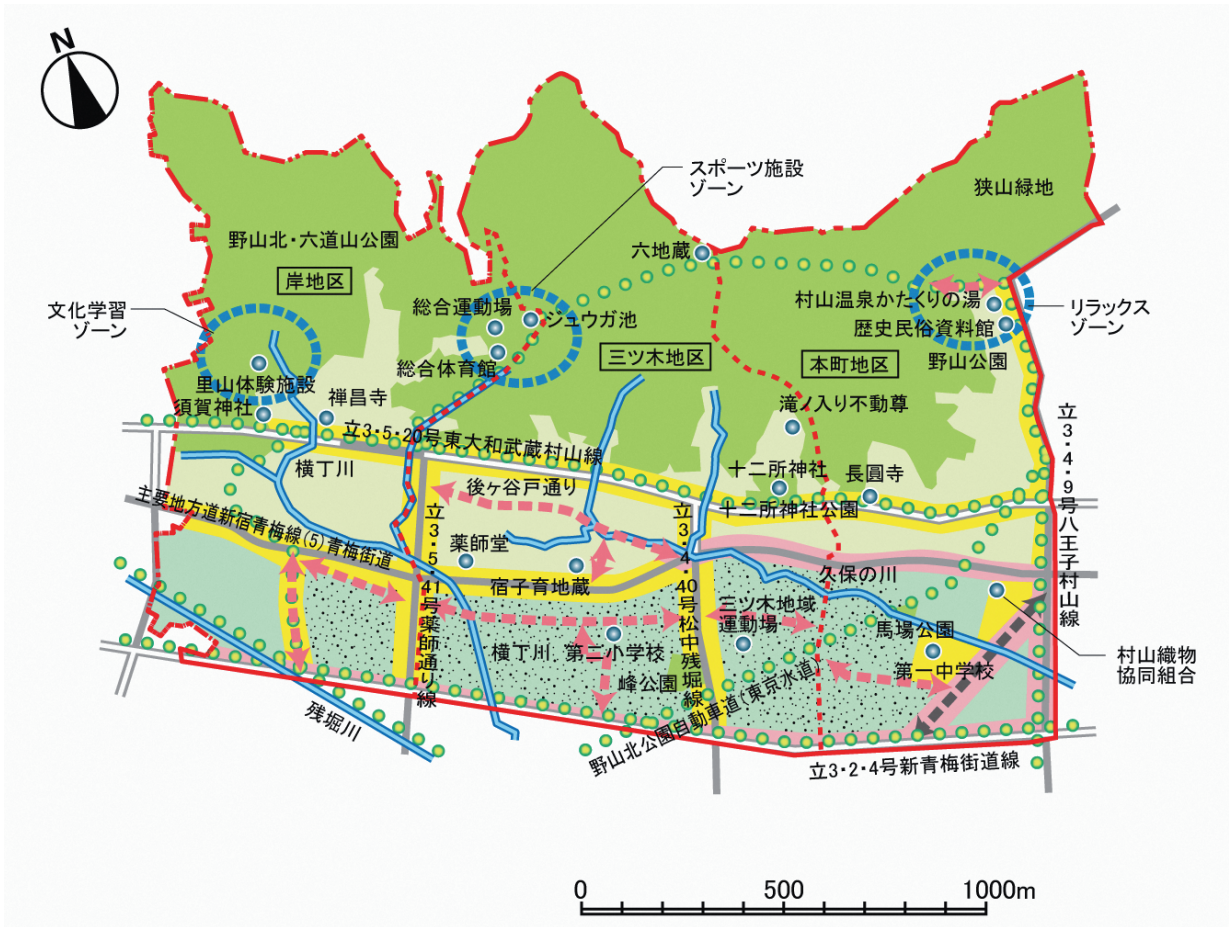 N
スポーツ施設
ゾーン
狭山緑地
野山北・六道山公園
六地蔵
岸地区
文化学習
ゾーン
総合運動場
ジュウガ池
村山温泉かたくりの湯
リラックス
ゾーン
歴史民俗資料館
三ツ木地区
本町地区
野山公園
総合体育館
里山体験施設
須賀神社
禅昌寺
滝ノ入り不動尊
立3・5・20号東大和武蔵村山線
立3・4・9号八王子村山線
横丁川
後ヶ谷戸通り
十二所神社
長圓寺
十二所神社公園
主要地方道新宿青梅線(5)青梅街道
立3・5・41号薬師通り線
立3・4・40号松中残堀線
薬師堂
宿子育地蔵
久保の川
三ツ木地域
運動場
馬場公園
横丁川
第二小学校
第一中学校
村山織物
協同組合
峰公園
残堀川
野山北公園自動車道(東京水道)
立3・2・4号新青梅街道線
0
500
1000m